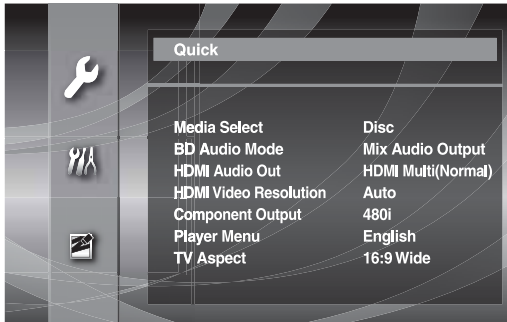 Quick
Media Select Disc
BD Audio Mode Mix Audio Output
HDMI Audio Out HDMI Multi(Normal)
HDMI Video Resolution Auto
Component Output 480i
Player Menu English
TV Aspect 16:9 Wide